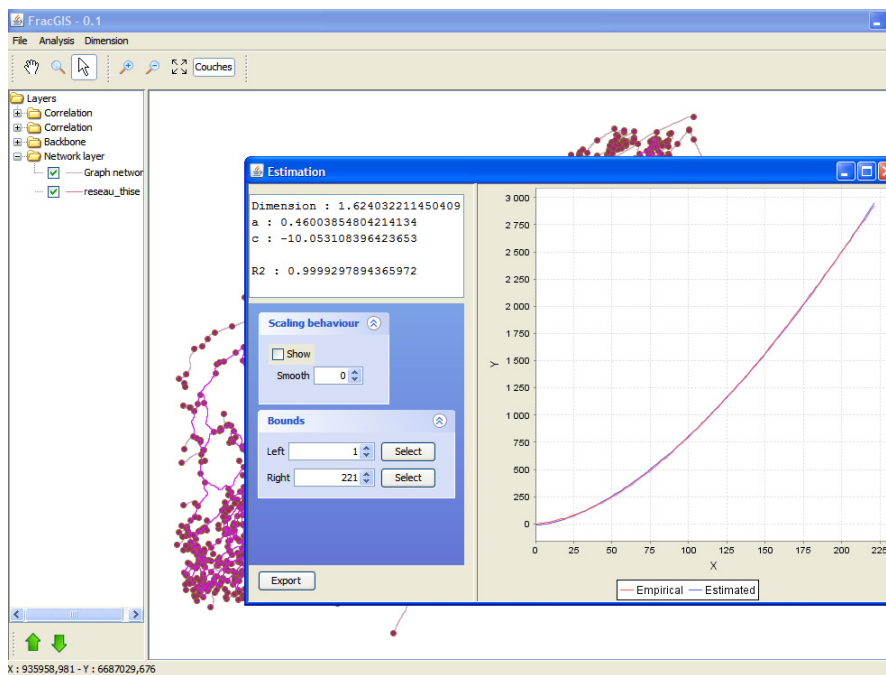 FracGIS - 0.1
File Analysis Dimension
Couches
Layers
Correlation
Correlation
Backbone
Network layer
Graph networ
reseau_thise
Estimation
Dimension : 1.624032211450409
a : 0.46003854804214134
c : -10.053108396423653
R2 : 0.9999297894365972
Scaling behaviour
Show
Smooth 0
Bounds
Left 1 Select
Right 221 Select
Export
3 000
2 750
2 500
2 250
2 000
1 750
1 500
1 250
1 000
750
500
250
0
Y
0 25 50 75 100 125 150 175 200 225
X
Empirical Estimated
X : 935958,981 - Y : 6687029,676